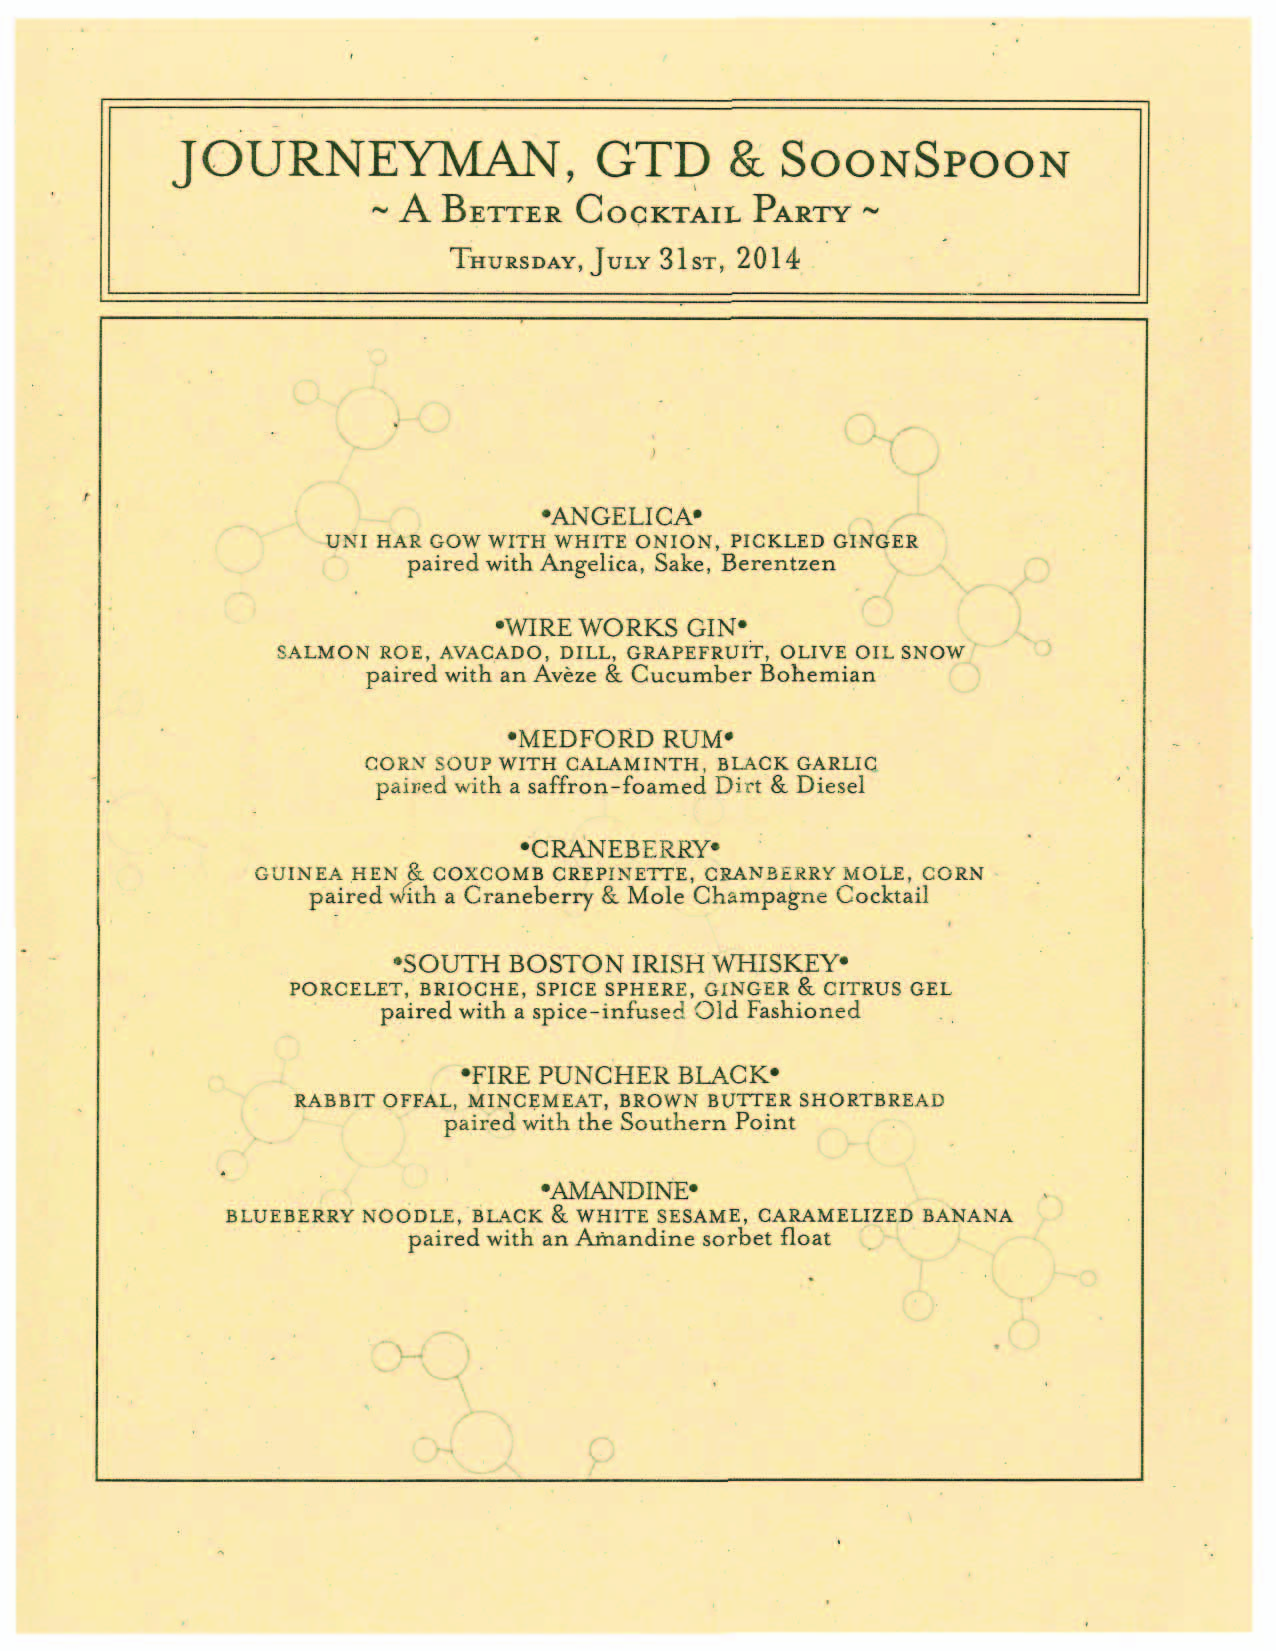 JOURNEYMAN, GTD & SOONSPOON
~ A BETTER COCKTAIL PARTY ~
THURSDAY, JULY 31ST, 2014
•ANGELICA•
UNI HAR GOW WITH WHITE ONION, PICKLED GINGER
paired with Angelica, Sake, Berentzen
•WIRE WORKS GIN•
SALMON ROE, AVACADO, DILL, GRAPEFRUIT, OLIVE OIL SNOW
paired with an Avèze & Cucumber Bohemian
•MEDFORD RUM•
CORN SOUP WITH CALAMINTH, BLACK GARLIC
paired with a saffron-foamed Dirt & Diesel
•CRANEBERRY•
GUINEA HEN & COXCOMB CREPINETTE, CRANBERRY MOLE, CORN
paired with a Craneberry & Mole Champagne Cocktail
•SOUTH BOSTON IRISH WHISKEY•
PORCELET, BRIOCHE, SPICE SPHERE, GINGER & CITRUS GEL
paired with a spice-infused Old Fashioned
•FIRE PUNCHER BLACK•
RABBIT OFFAL, MINCEMEAT, BROWN BUTTER SHORTBREAD
paired with the Southern Point
•AMANDINE•
BLUEBERRY NOODLE, BLACK & WHITE SESAME, CARAMELIZED BANANA
paired with an Amandine sorbet float